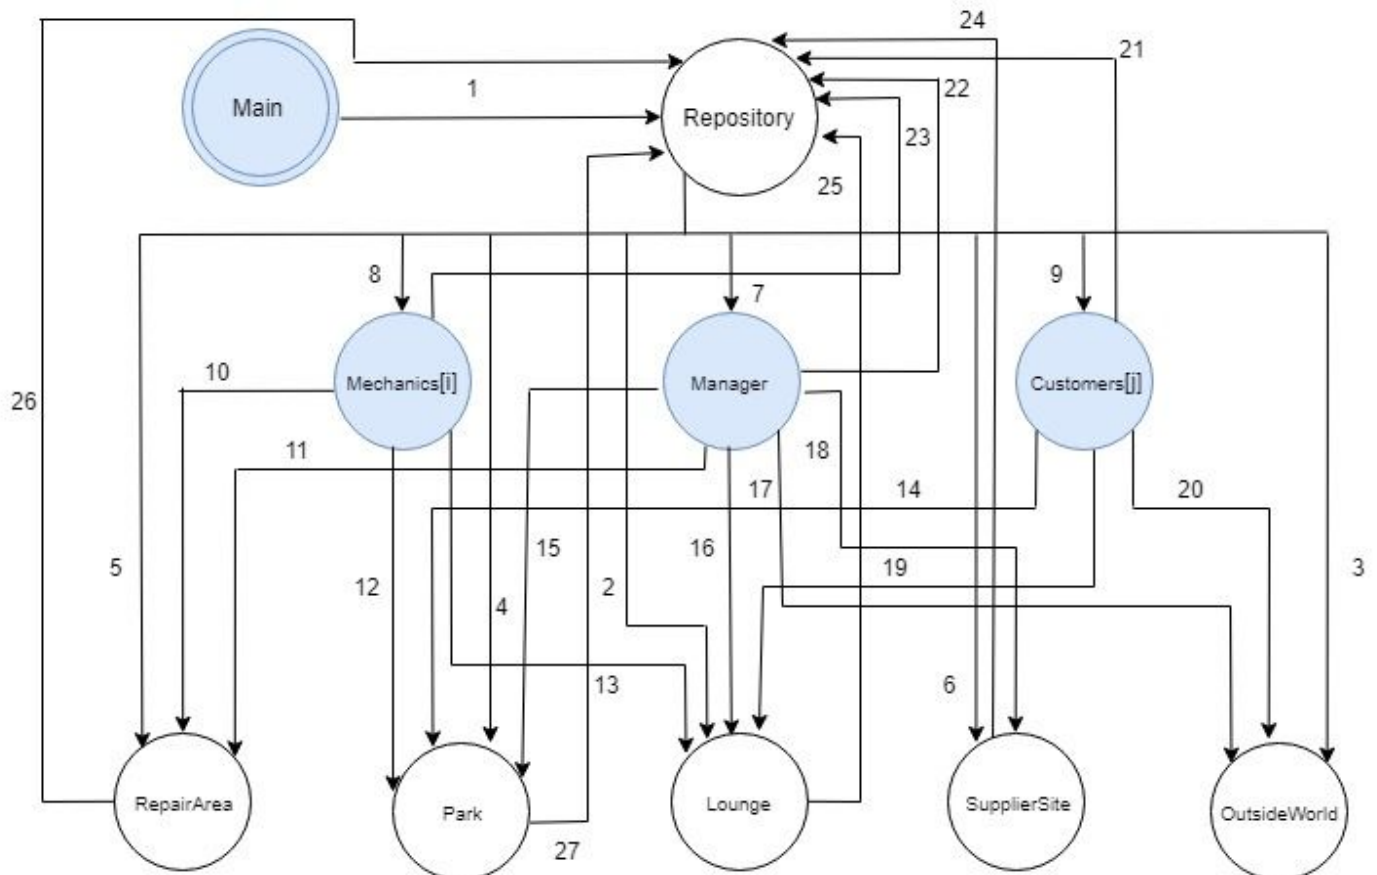 24
21
1
22
Main
Repository
23
25
8
9
7
10
Mechanics[i]
Manager
Customers[j]
26
11
18
17
14
20
5
15
16
19
3
12
2
4
13
6
RepairArea
Park
Lounge
SupplierSite
OutsideWorld
27